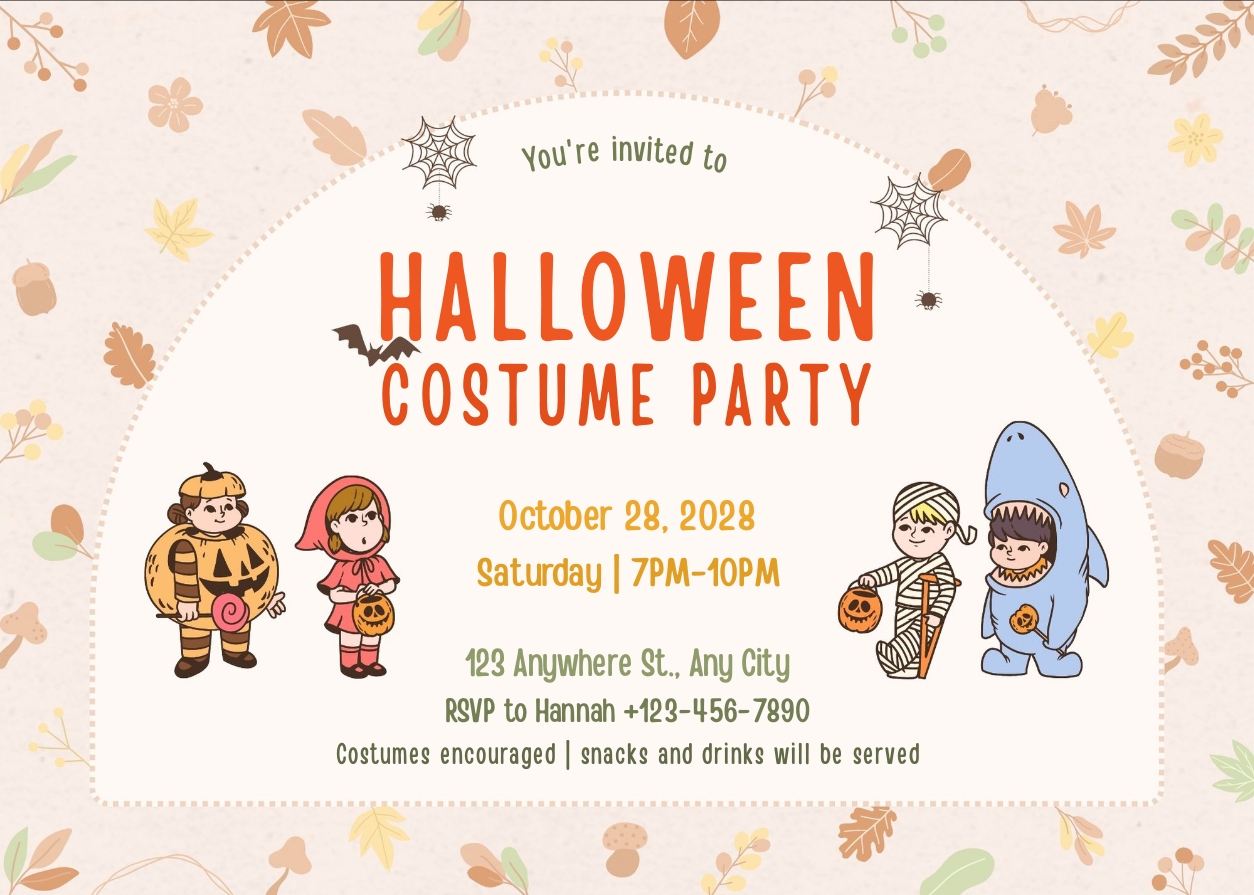 You're invited to
HALLOWEEN
COSTUME PARTY
October 28, 2028
Saturday | 7PM-10PM
123 Anywhere St., Any City
RSVP to Hannah +123-456-7890
Costumes encouraged | snacks and drinks will be served